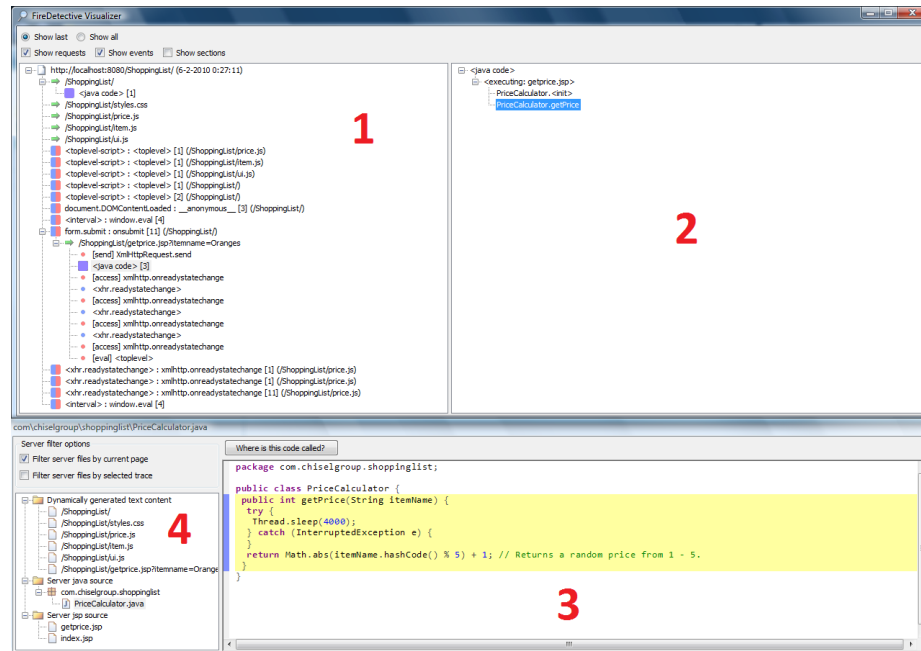 FireDetective Visualizer
Show last Show all
Show requests Show events Show sections
http://localhost:8080/ShoppingList/ (6-2-2010 0:27:11)
/ShoppingList/
<java code> [1]
/ShoppingList/styles.css
/ShoppingList/price.js
/ShoppingList/item.js
/ShoppingList/ui.js
<toplevel-script> : <toplevel> [1] (/ShoppingList/price.js)
<toplevel-script> : <toplevel> [1] (/ShoppingList/item.js)
<toplevel-script> : <toplevel> [1] (/ShoppingList/ui.js)
<toplevel-script> : <toplevel> [1] (/ShoppingList/)
<toplevel-script> : <toplevel> [2] (/ShoppingList/)
document.DOMContentLoaded : __anonymous__ [3] (/ShoppingList/)
<interval> : window.eval [4]
form.submit : onsubmit [11] (/ShoppingList/)
/ShoppingList/getprice.jsp?itemname=Oranges
[send] XmlHttpRequest.send
<java code> [3]
[access] xmlhttp.onreadystatechange
<xhr.readystatechange>
[access] xmlhttp.onreadystatechange
<xhr.readystatechange>
[access] xmlhttp.onreadystatechange
<xhr.readystatechange>
[access] xmlhttp.onreadystatechange
[eval] <toplevel>
<xhr.readystatechange> : xmlhttp.onreadystatechange [1] (/ShoppingList/price.js)
<xhr.readystatechange> : xmlhttp.onreadystatechange [1] (/ShoppingList/price.js)
<xhr.readystatechange> : xmlhttp.onreadystatechange [11] (/ShoppingList/price.js)
<interval> : window.eval [4]
1
<java code>
<executing: getprice.jsp>
PriceCalculator.<init>
PriceCalculator.getPrice
2
com\chiselgroup\shoppinglist\PriceCalculator.java
Server filter options
Filter server files by current page
Filter server files by selected trace
Dynamically generated text content
/ShoppingList/
/ShoppingList/styles.css
/ShoppingList/price.js
/ShoppingList/item.js
/ShoppingList/ui.js
/ShoppingList/getprice.jsp?itemname=Orange
Server java source
com.chiselgroup.shoppinglist
PriceCalculator.java
Server jsp source
getprice.jsp
index.jsp
4
Where is this code called?
package com.chiselgroup.shoppinglist;
public class PriceCalculator {
public int getPrice(String itemName) {
try {
Thread.sleep(4000);
} catch (InterruptedException e) {
}
return Math.abs(itemName.hashCode() % 5) + 1; // Returns a random price from 1 - 5.
}
}
3